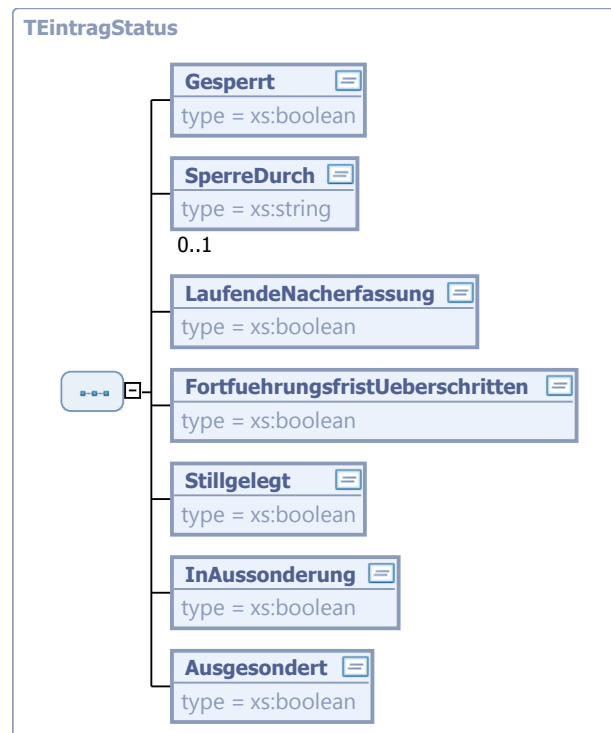 TEintragStatus
Gesperrt
type = xs:boolean
SperreDurch
type = xs:string
0..1
LaufendeNacherfassung
type = xs:boolean
FortfuehrungsfristUeberschritten
type = xs:boolean
Stillgelegt
type = xs:boolean
InAussonderung
type = xs:boolean
Ausgesondert
type = xs:boolean